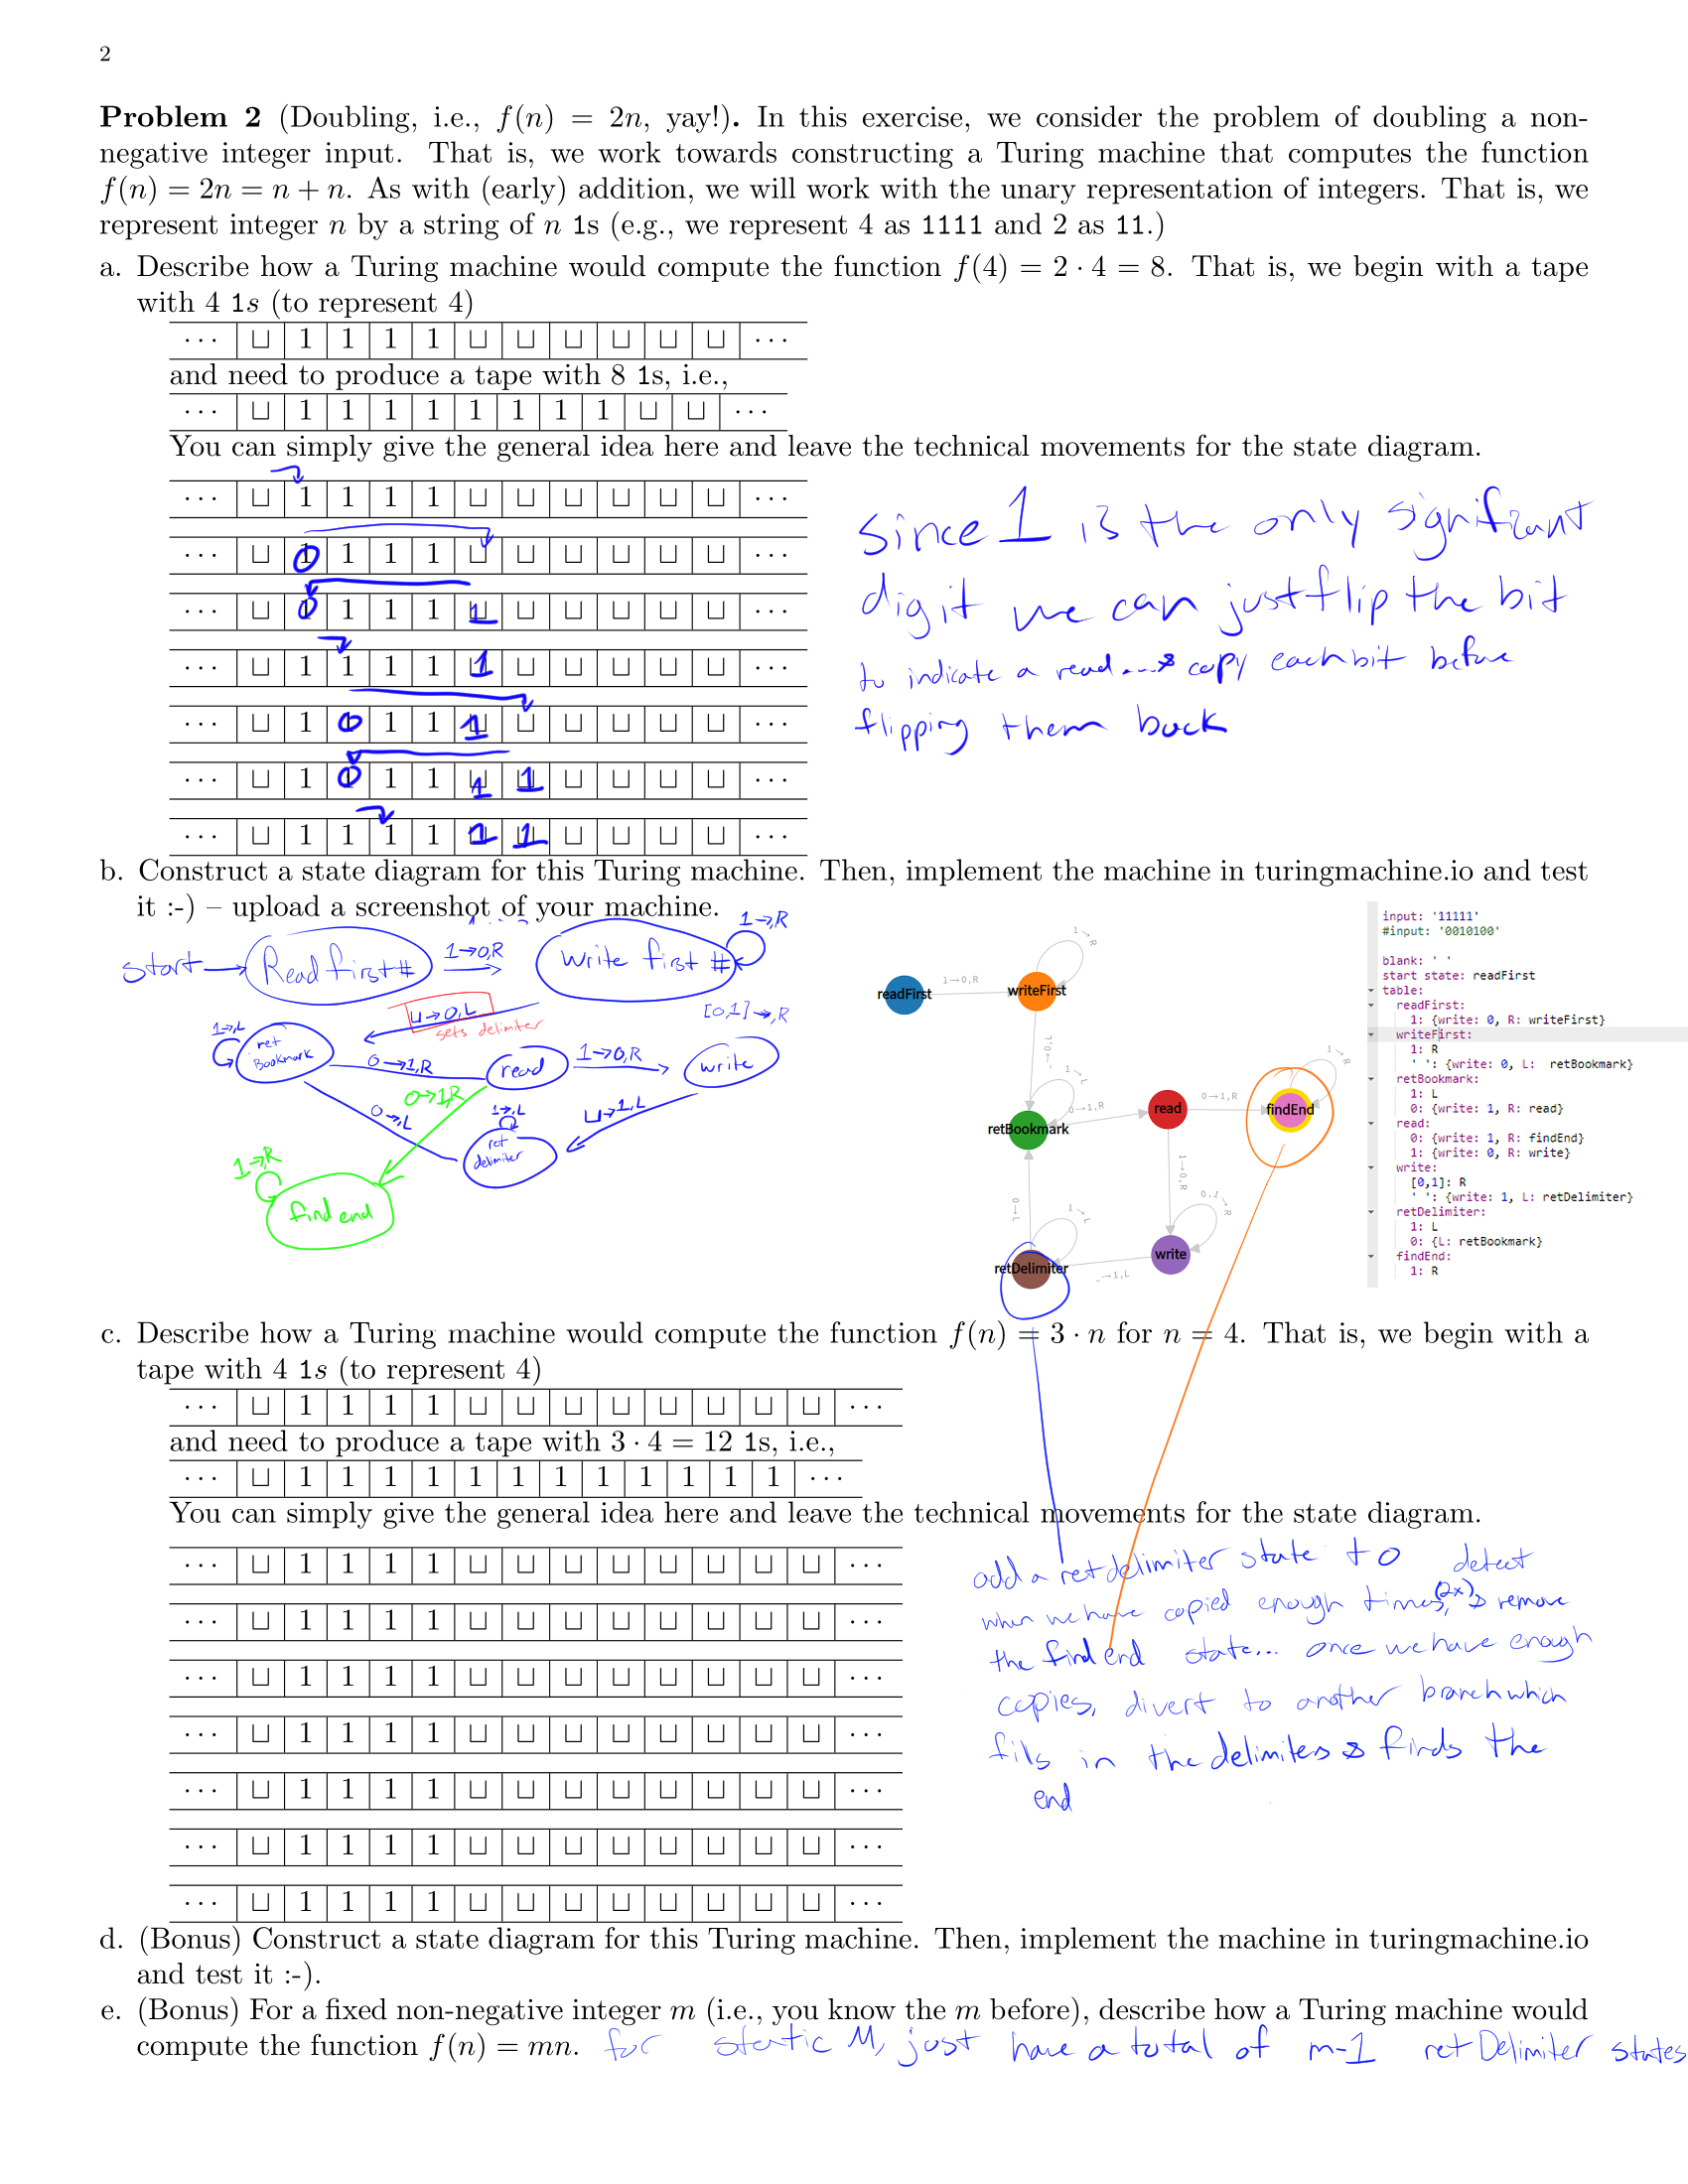 2
Problem 2 (Doubling, i.e., f(n) = 2n, yay!). In this exercise, we consider the problem of doubling a non-
negative integer input. That is, we work towards constructing a Turing machine that computes the function
f(n) = 2n = n + n. As with (early) addition, we will work with the unary representation of integers. That is, we
represent integer n by a string of n 1s (e.g., we represent 4 as 1111 and 2 as 11.)
a. Describe how a Turing machine would compute the function f(4) = 2 · 4 = 8. That is, we begin with a tape
with 4 1s (to represent 4)
··· ⊔ 1 1 1 1 ⊔ ⊔ ⊔ ⊔ ⊔ ⊔ ···
and need to produce a tape with 8 1s, i.e.,
··· ⊔ 1 1 1 1 1 1 1 1 ⊔ ⊔ ···
You can simply give the general idea here and leave the technical movements for the state diagram.
··· ⊔ 1 1 1 1 ⊔ ⊔ ⊔ ⊔ ⊔ ⊔ ···
··· ⊔ 0 1 1 1 ⊔ ⊔ ⊔ ⊔ ⊔ ⊔ ···
··· ⊔ 0 1 1 1 1 ⊔ ⊔ ⊔ ⊔ ⊔ ···
··· ⊔ 1 1 1 1 1 ⊔ ⊔ ⊔ ⊔ ⊔ ···
··· ⊔ 1 0 1 1 1 ⊔ ⊔ ⊔ ⊔ ⊔ ···
··· ⊔ 1 0 1 1 1 1 ⊔ ⊔ ⊔ ⊔ ···
··· ⊔ 1 1 1 1 1 1 ⊔ ⊔ ⊔ ⊔ ···
since 1 is the only significant
digit we can just flip the bit
to indicate a read...& copy each bit before
flipping them back
b. Construct a state diagram for this Turing machine. Then, implement the machine in turingmachine.io and test
it :-) – upload a screenshot of your machine.
start → Read first # 1→0,R Write first # 1→,R
⊔→0,L
sets delimiter
[0,1]→,R
1→,L ret Bookmark 0→1,R read 1→0,R write
0→1R
0→,L 1→,L ret delimiter ⊔→1,L
1→,R
find end
readFirst 1→0,R writeFirst 1→R
_→0,L
1→L
retBookmark 0→1,R read 0→1,R findEnd 1→R
1→0,R
0→L 1→L 0,1→R
retDelimiter _→1,L write
input: '11111'
#input: '0010100'
blank: ' '
start state: readFirst
table:
readFirst:
1: {write: 0, R: writeFirst}
writeFirst:
1: R
' ': {write: 0, L: retBookmark}
retBookmark:
1: L
0: {write: 1, R: read}
read:
0: {write: 1, R: findEnd}
1: {write: 0, R: write}
write:
[0,1]: R
' ': {write: 1, L: retDelimiter}
retDelimiter:
1: L
0: {L: retBookmark}
findEnd:
1: R
c. Describe how a Turing machine would compute the function f(n) = 3 · n for n = 4. That is, we begin with a
tape with 4 1s (to represent 4)
··· ⊔ 1 1 1 1 ⊔ ⊔ ⊔ ⊔ ⊔ ⊔ ⊔ ⊔ ···
and need to produce a tape with 3 · 4 = 12 1s, i.e.,
··· ⊔ 1 1 1 1 1 1 1 1 1 1 1 1 ···
You can simply give the general idea here and leave the technical movements for the state diagram.
··· ⊔ 1 1 1 1 ⊔ ⊔ ⊔ ⊔ ⊔ ⊔ ⊔ ⊔ ···
··· ⊔ 1 1 1 1 ⊔ ⊔ ⊔ ⊔ ⊔ ⊔ ⊔ ⊔ ···
··· ⊔ 1 1 1 1 ⊔ ⊔ ⊔ ⊔ ⊔ ⊔ ⊔ ⊔ ···
··· ⊔ 1 1 1 1 ⊔ ⊔ ⊔ ⊔ ⊔ ⊔ ⊔ ⊔ ···
··· ⊔ 1 1 1 1 ⊔ ⊔ ⊔ ⊔ ⊔ ⊔ ⊔ ⊔ ···
··· ⊔ 1 1 1 1 ⊔ ⊔ ⊔ ⊔ ⊔ ⊔ ⊔ ⊔ ···
··· ⊔ 1 1 1 1 ⊔ ⊔ ⊔ ⊔ ⊔ ⊔ ⊔ ⊔ ···
add a retdelimiter state to detect
when we have copied enough times, (2x) & remove
the find end state... once we have enough
copies, divert to another branch which
fils in the delimiters & finds the
end
d. (Bonus) Construct a state diagram for this Turing machine. Then, implement the machine in turingmachine.io
and test it :-).
e. (Bonus) For a fixed non-negative integer m (i.e., you know the m before), describe how a Turing machine would
compute the function f(n) = mn. for static M, just have a total of m-1 ret Delimiter states